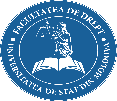 FACULTATEA DE DREPT
UNIVERSITATEA DE STAT DIN MOLDOVA